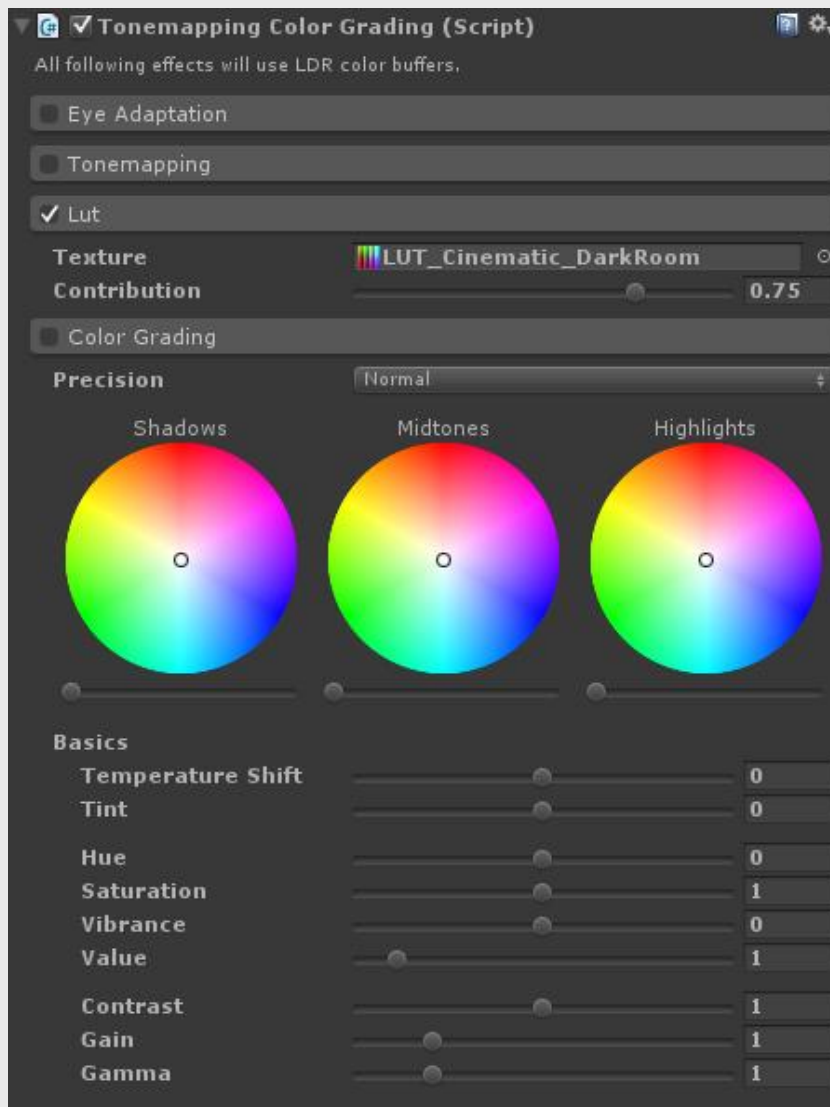 Tonemapping Color Grading (Script)
All following effects will use LDR color buffers.
Eye Adaptation
Tonemapping
Lut
Texture LUT_Cinematic_DarkRoom
Contribution 0.75
Color Grading
Precision Normal
Shadows Midtones Highlights
Basics
Temperature Shift 0
Tint 0
Hue 0
Saturation 1
Vibrance 0
Value 1
Contrast 1
Gain 1
Gamma 1